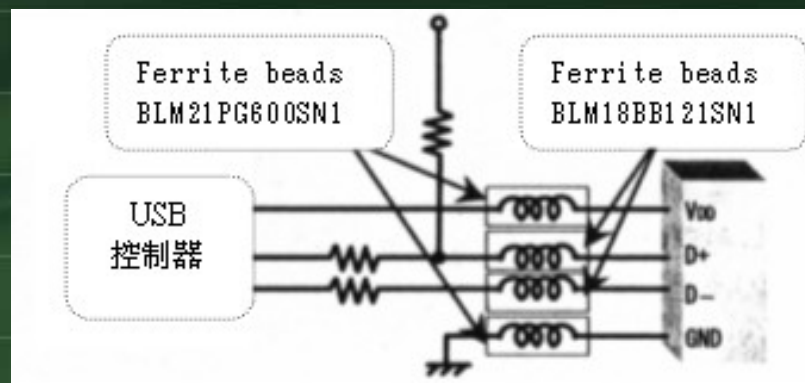 Ferrite beads
BLM21PG600SN1
Ferrite beads
BLM18BB121SN1
USB
控制器
VDD
D+
D-
GND